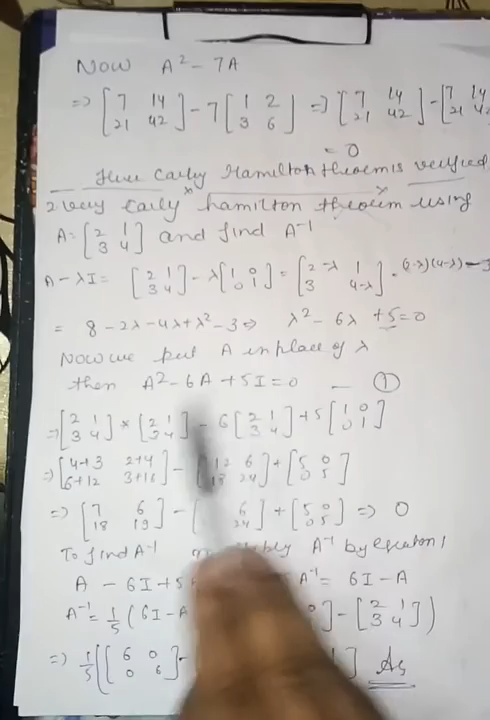 Now A² - 7A
=> [7 14 21 42] - 7 [1 2 3 6] => [7 14 21 42] - [7 14 21 42
= 0
Hence Caily Hamilton theorem is verified
2. very Caily hamilton theorem using
A = [2 1 3 4] and find A⁻¹
A - λI = [2 1 3 4] - λ [1 0 0 1] = [2-λ 1 3 4-λ] = (2-λ)(4-λ) - 3
= 8 - 2λ - 4λ + λ² - 3 => λ² - 6λ + 5 = 0
Now we put A in place of λ
then A² - 6A + 5I = 0 — ①
=> [2 1 3 4] * [2 1 3 4] - 6 [2 1 3 4] + 5 [1 0 0 1]
=> [4+3 2+4 6+12 3+16] - [12 6 18 24] + [5 0 0 5]
=> [7 6 18 19] - [ 6 24] + [5 0 0 5] => 0
To find A⁻¹ A⁻¹ by equation 1
A - 6I + 5 A⁻¹ = 6I - A
A⁻¹ = 1/5 (6I - A ] - [2 1 3 4])
=> 1/5 [[6 0 0 6] - ] As